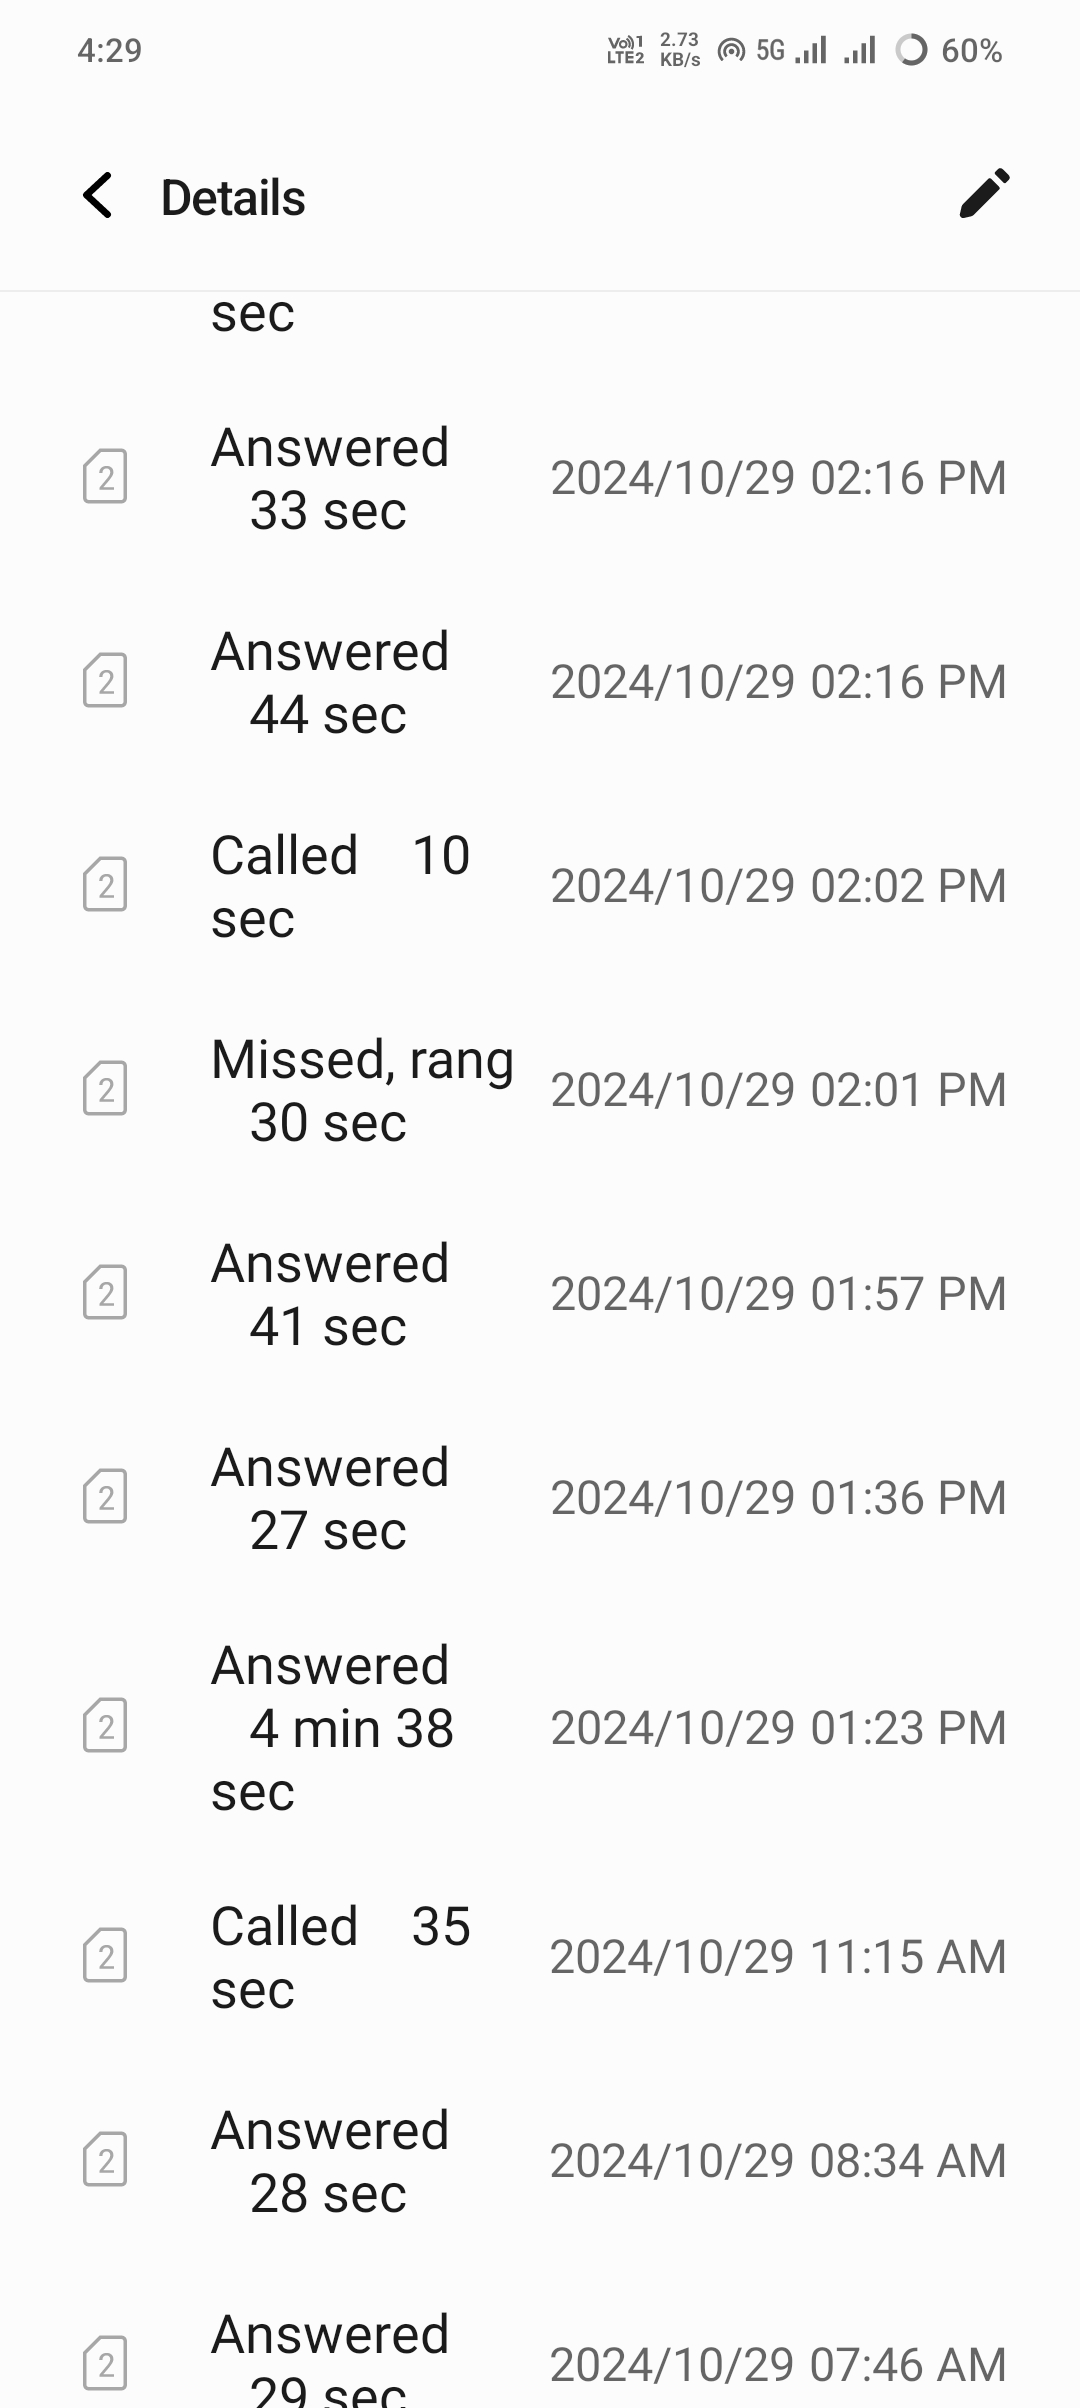 4:29
Vo)) 1
LTE2
2.73
KB/s
5G
60%
Details
sec
2
Answered
33 sec
2024/10/29 02:16 PM
2
Answered
44 sec
2024/10/29 02:16 PM
2
Called 10
sec
2024/10/29 02:02 PM
2
Missed, rang
30 sec
2024/10/29 02:01 PM
2
Answered
41 sec
2024/10/29 01:57 PM
2
Answered
27 sec
2024/10/29 01:36 PM
2
Answered
4 min 38
sec
2024/10/29 01:23 PM
2
Called 35
sec
2024/10/29 11:15 AM
2
Answered
28 sec
2024/10/29 08:34 AM
2
Answered
29 sec
2024/10/29 07:46 AM